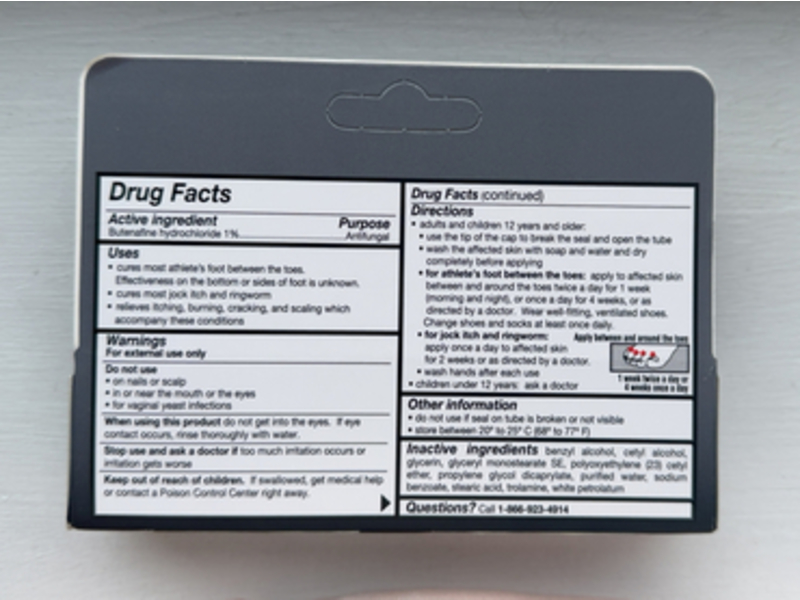 Drug Facts
Active ingredient Purpose
Butenafine hydrochloride 1% Antifungal
Uses
• cures most athlete's foot between the toes.
Effectiveness on the bottom or sides of foot is unknown.
• cures most jock itch and ringworm
• relieves itching, burning, cracking, and scaling which
accompany these conditions
Warnings
For external use only
Do not use
• on nails or scalp
• in or near the mouth or the eyes
• for vaginal yeast infections
When using this product do not get into the eyes. If eye
contact occurs, rinse thoroughly with water.
Stop use and ask a doctor if too much irritation occurs or
irritation gets worse
Keep out of reach of children. If swallowed, get medical help
or contact a Poison Control Center right away.
Drug Facts (continued)
Directions
• adults and children 12 years and older:
• use the tip of the cap to break the seal and open the tube
• wash the affected skin with soap and water and dry
completely before applying
• for athlete's foot between the toes: apply to affected skin
between and around the toes twice a day for 1 week
(morning and night), or once a day for 4 weeks, or as
directed by a doctor. Wear well-fitting, ventilated shoes.
Change shoes and socks at least once daily.
• for jock itch and ringworm:
apply once a day to affected skin
for 2 weeks or as directed by a doctor.
• wash hands after each use
• children under 12 years: ask a doctor
Apply between and around the toes
1 week twice a day or
4 weeks once a day
Other information
• do not use if seal on tube is broken or not visible
• store between 20° to 25° C (68° to 77° F)
Inactive ingredients benzyl alcohol, cetyl alcohol,
glycerin, glyceryl monostearate SE, polyoxyethylene (23) cetyl
ether, propylene glycol dicaprylate, purified water, sodium
benzoate, stearic acid, trolamine, white petrolatum
Questions? Call 1-866-923-4914